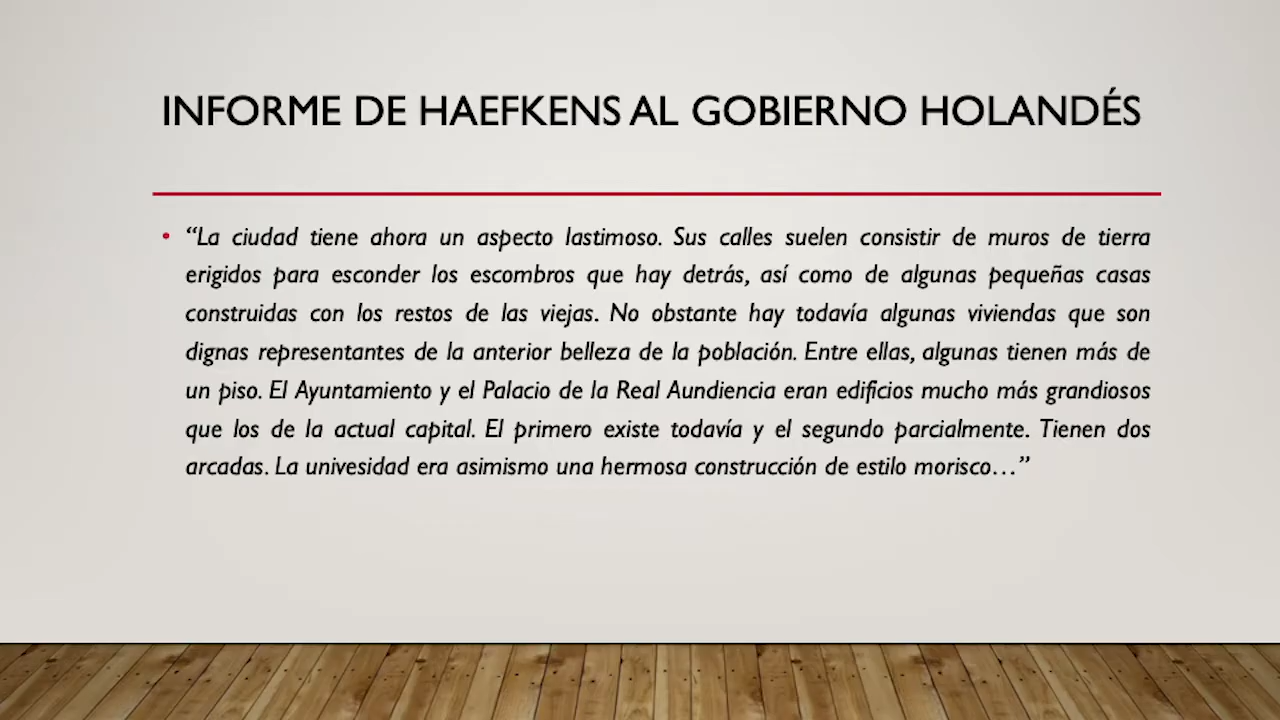 INFORME DE HAEFKENS AL GOBIERNO HOLANDÉS
• “La ciudad tiene ahora un aspecto lastimoso. Sus calles suelen consistir de muros de tierra
erigidos para esconder los escombros que hay detrás, así como de algunas pequeñas casas
construidas con los restos de las viejas. No obstante hay todavía algunas viviendas que son
dignas representantes de la anterior belleza de la población. Entre ellas, algunas tienen más de
un piso. El Ayuntamiento y el Palacio de la Real Aundiencia eran edificios mucho más grandiosos
que los de la actual capital. El primero existe todavía y el segundo parcialmente. Tienen dos
arcadas. La univesidad era asimismo una hermosa construcción de estilo morisco…”